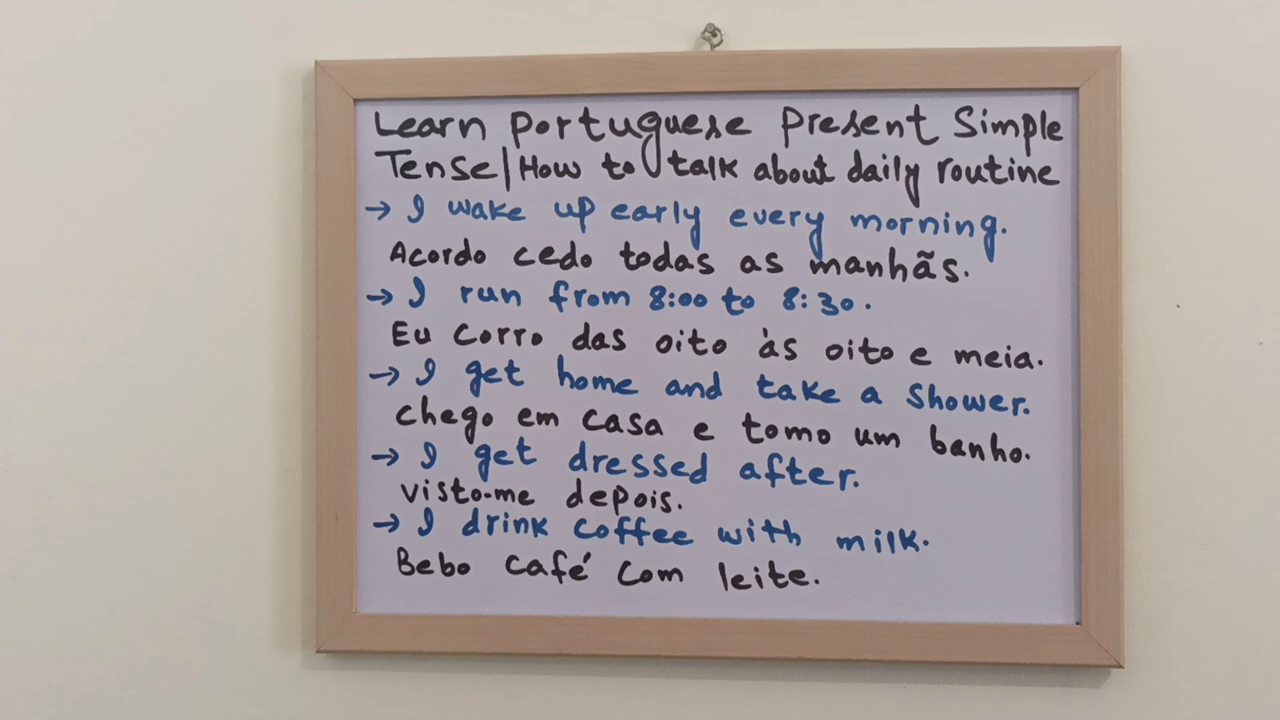 Learn Portuguese Present Simple
Tense/How to talk about daily routine
→ I wake up early every morning.
Acordo cedo todas as manhãs.
→ I run from 8:00 to 8:30.
Eu corro das oito às oito e meia.
→ I get home and take a shower.
chego em casa e tomo um banho.
→ I get dressed after.
visto-me depois.
→ I drink coffee with milk.
Bebo café com leite.